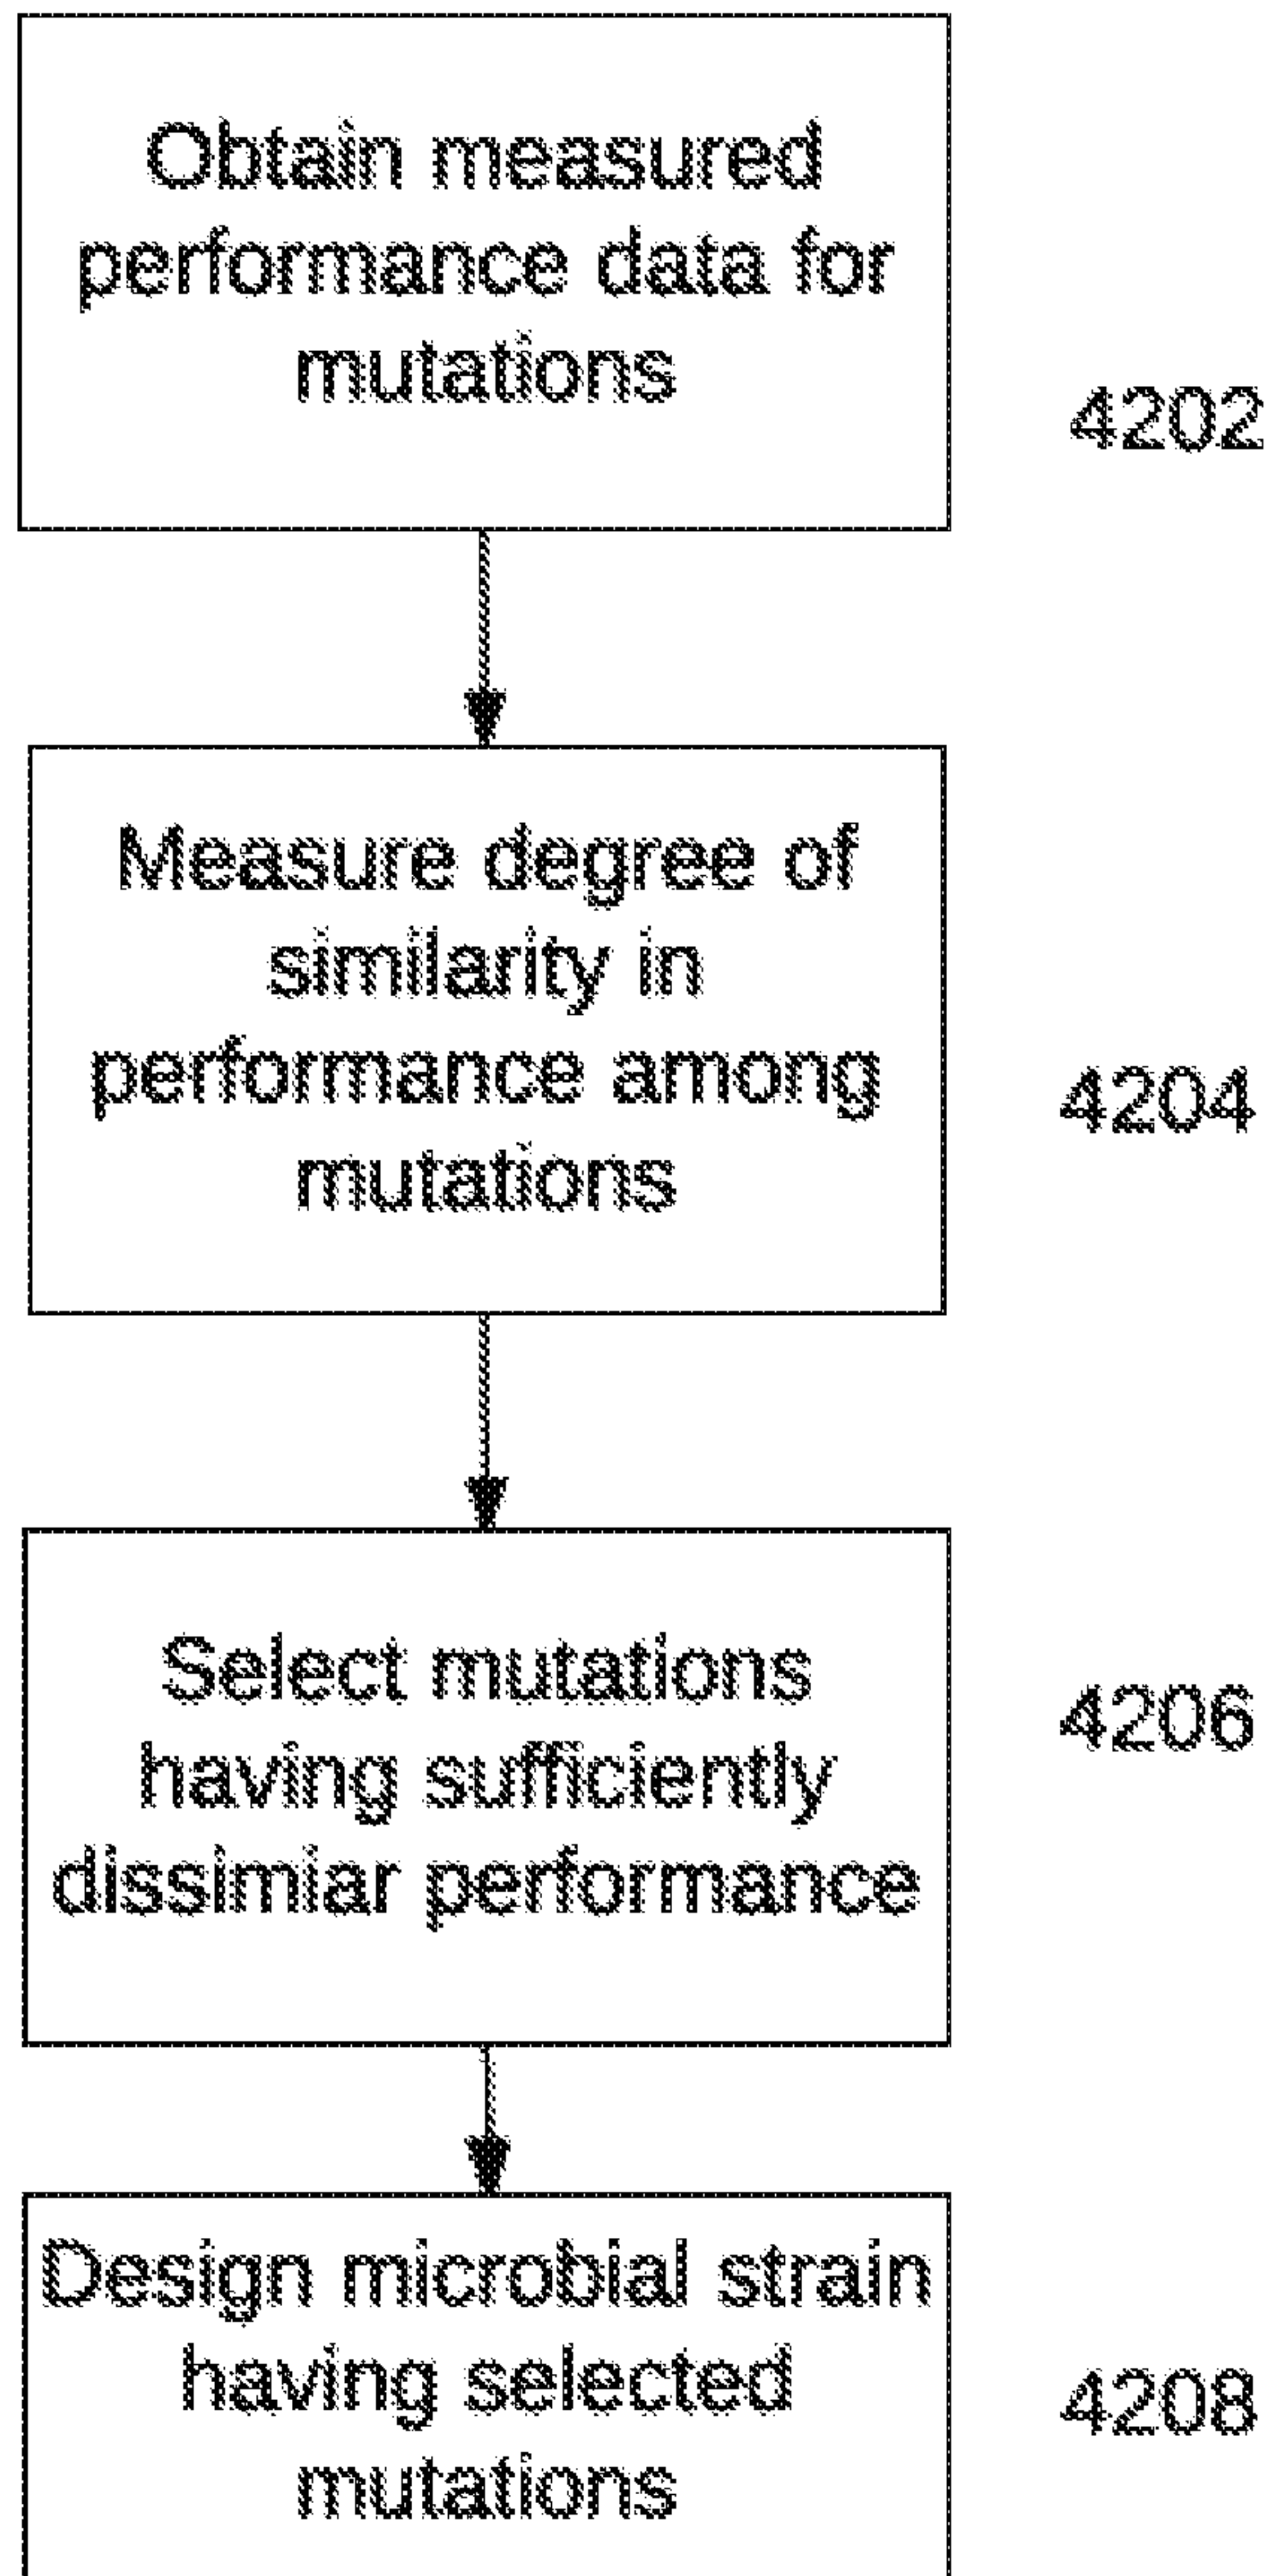 Obtain measured
performance data for
mutations
4202
Measure degree of
similarity in
performance among
mutations
4204
Select mutations
having sufficiently
dissimiar performance
4206
Design microbial strain
having selected
mutations
4208